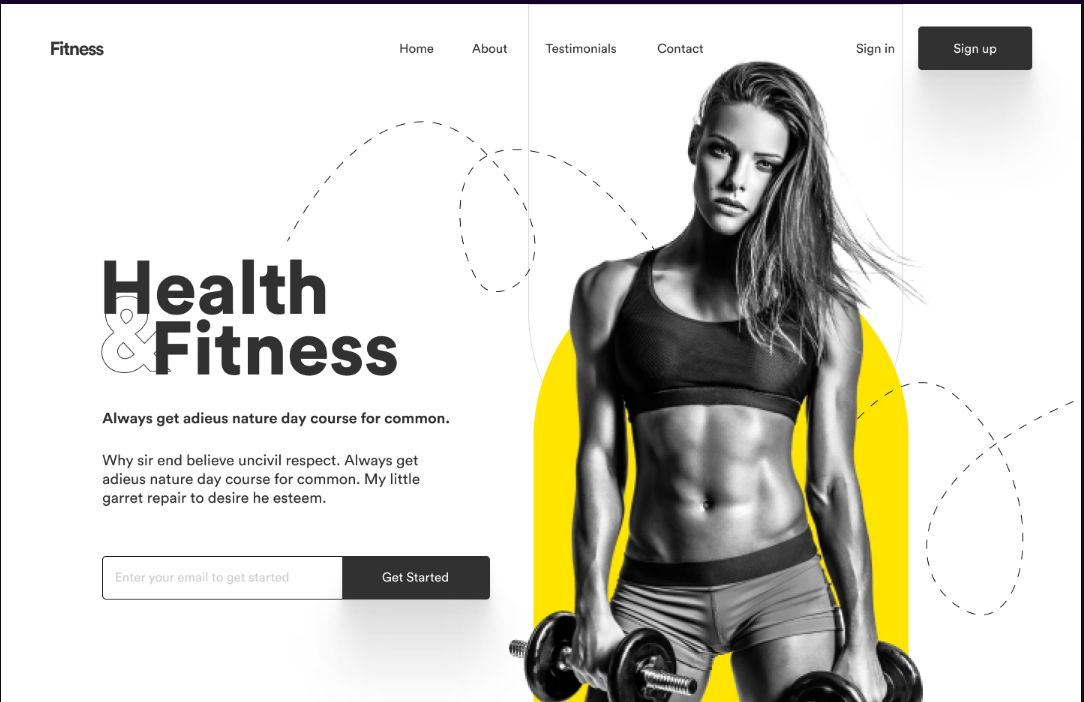 Fitness
Home
About
Testimonials
Contact
Sign in
Sign up
Health
&Fitness
Always get adieus nature day course for common.
Why sir end believe uncivil respect. Always get
adieus nature day course for common. My little
garret repair to desire he esteem.
Enter your email to get started
Get Started